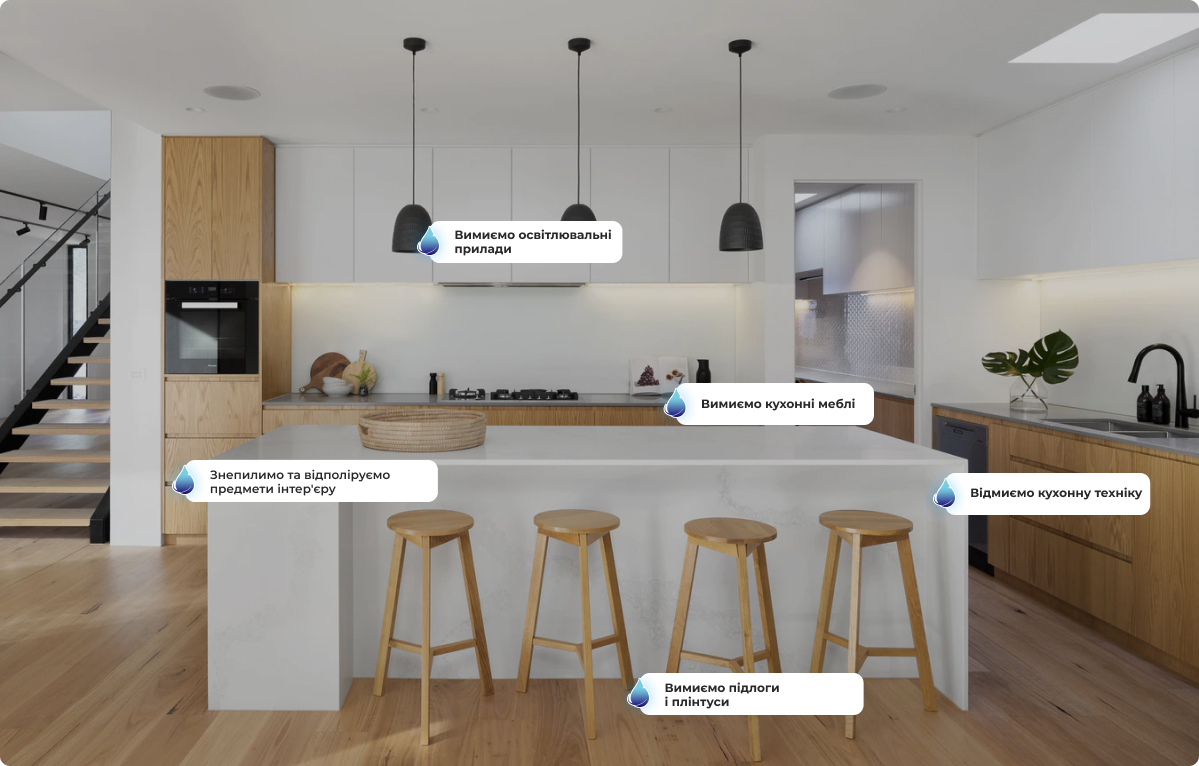 Вимиємо освітлювальні
прилади
Вимиємо кухонні меблі
Знепилимо та відполіруємо
предмети інтер'єру
Відмиємо кухонну техніку
Вимиємо підлоги
і плінтуси